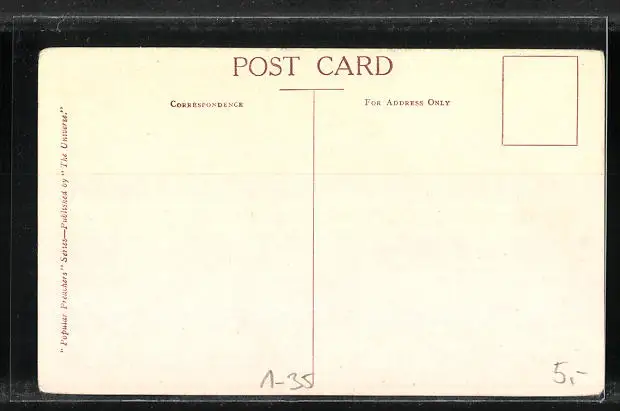 POST CARD
CORRESPONDENCE
FOR ADDRESS ONLY
"Popular Preachers" Series—Published by "The Universe."
1-35
5,-